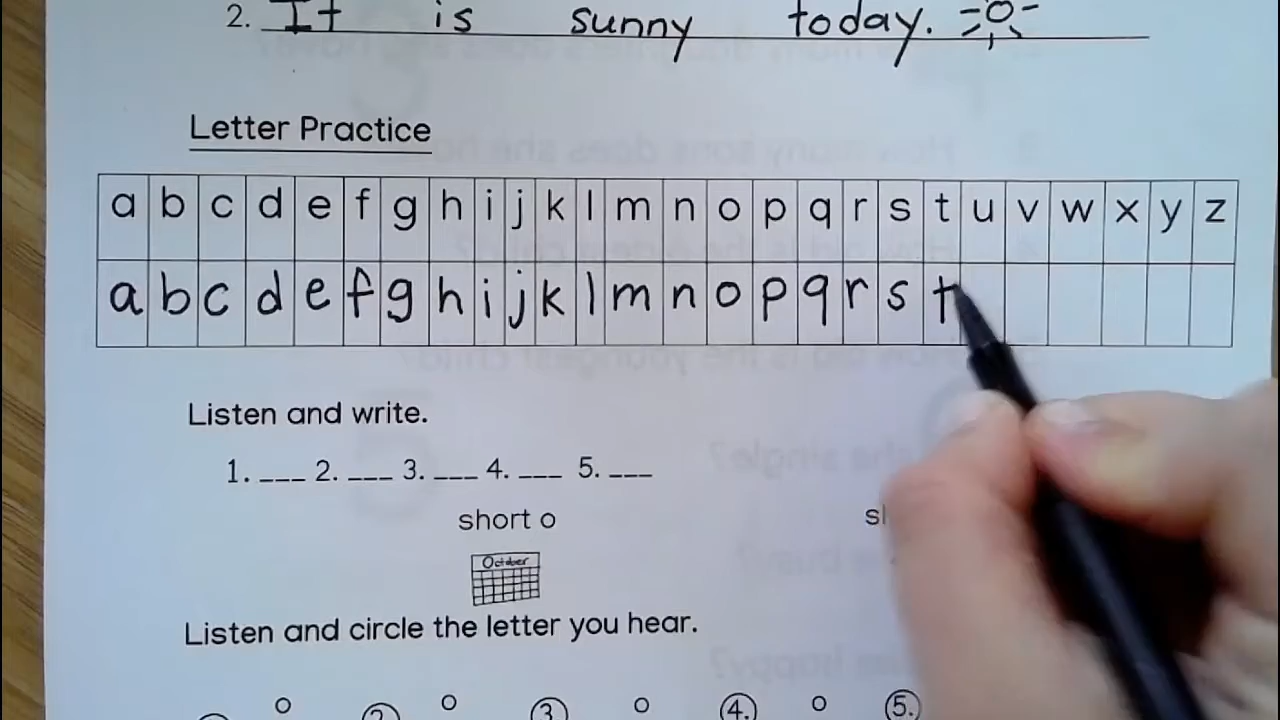 2. It is sunny today.
Letter Practice
a b c d e f g h i j k l m n o p q r s t u v w x y z
a b c d e f g h i j k l m n o p q r s t
Listen and write.
1. ___ 2. ___ 3. ___ 4. ___ 5. ___
short o
October
Listen and circle the letter you hear.
o o o o
2. 3. 4. 5.